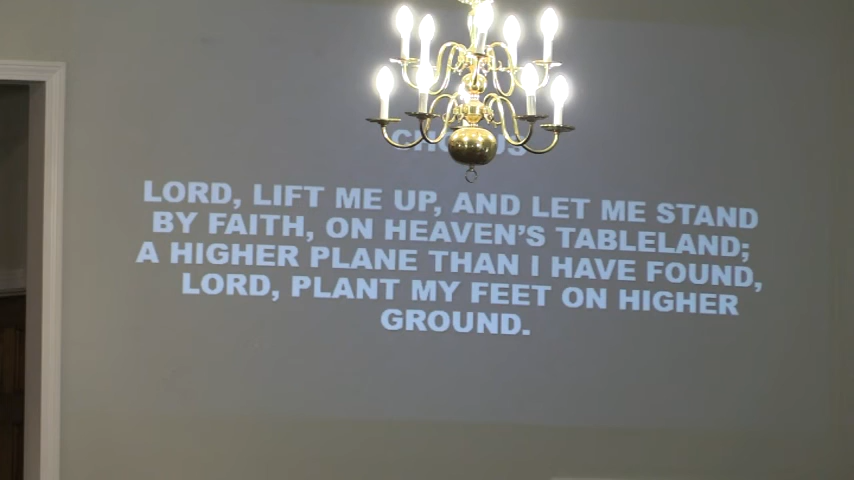 CHORUS
LORD, LIFT ME UP, AND LET ME STAND
BY FAITH, ON HEAVEN’S TABLELAND;
A HIGHER PLANE THAN I HAVE FOUND,
LORD, PLANT MY FEET ON HIGHER
GROUND.